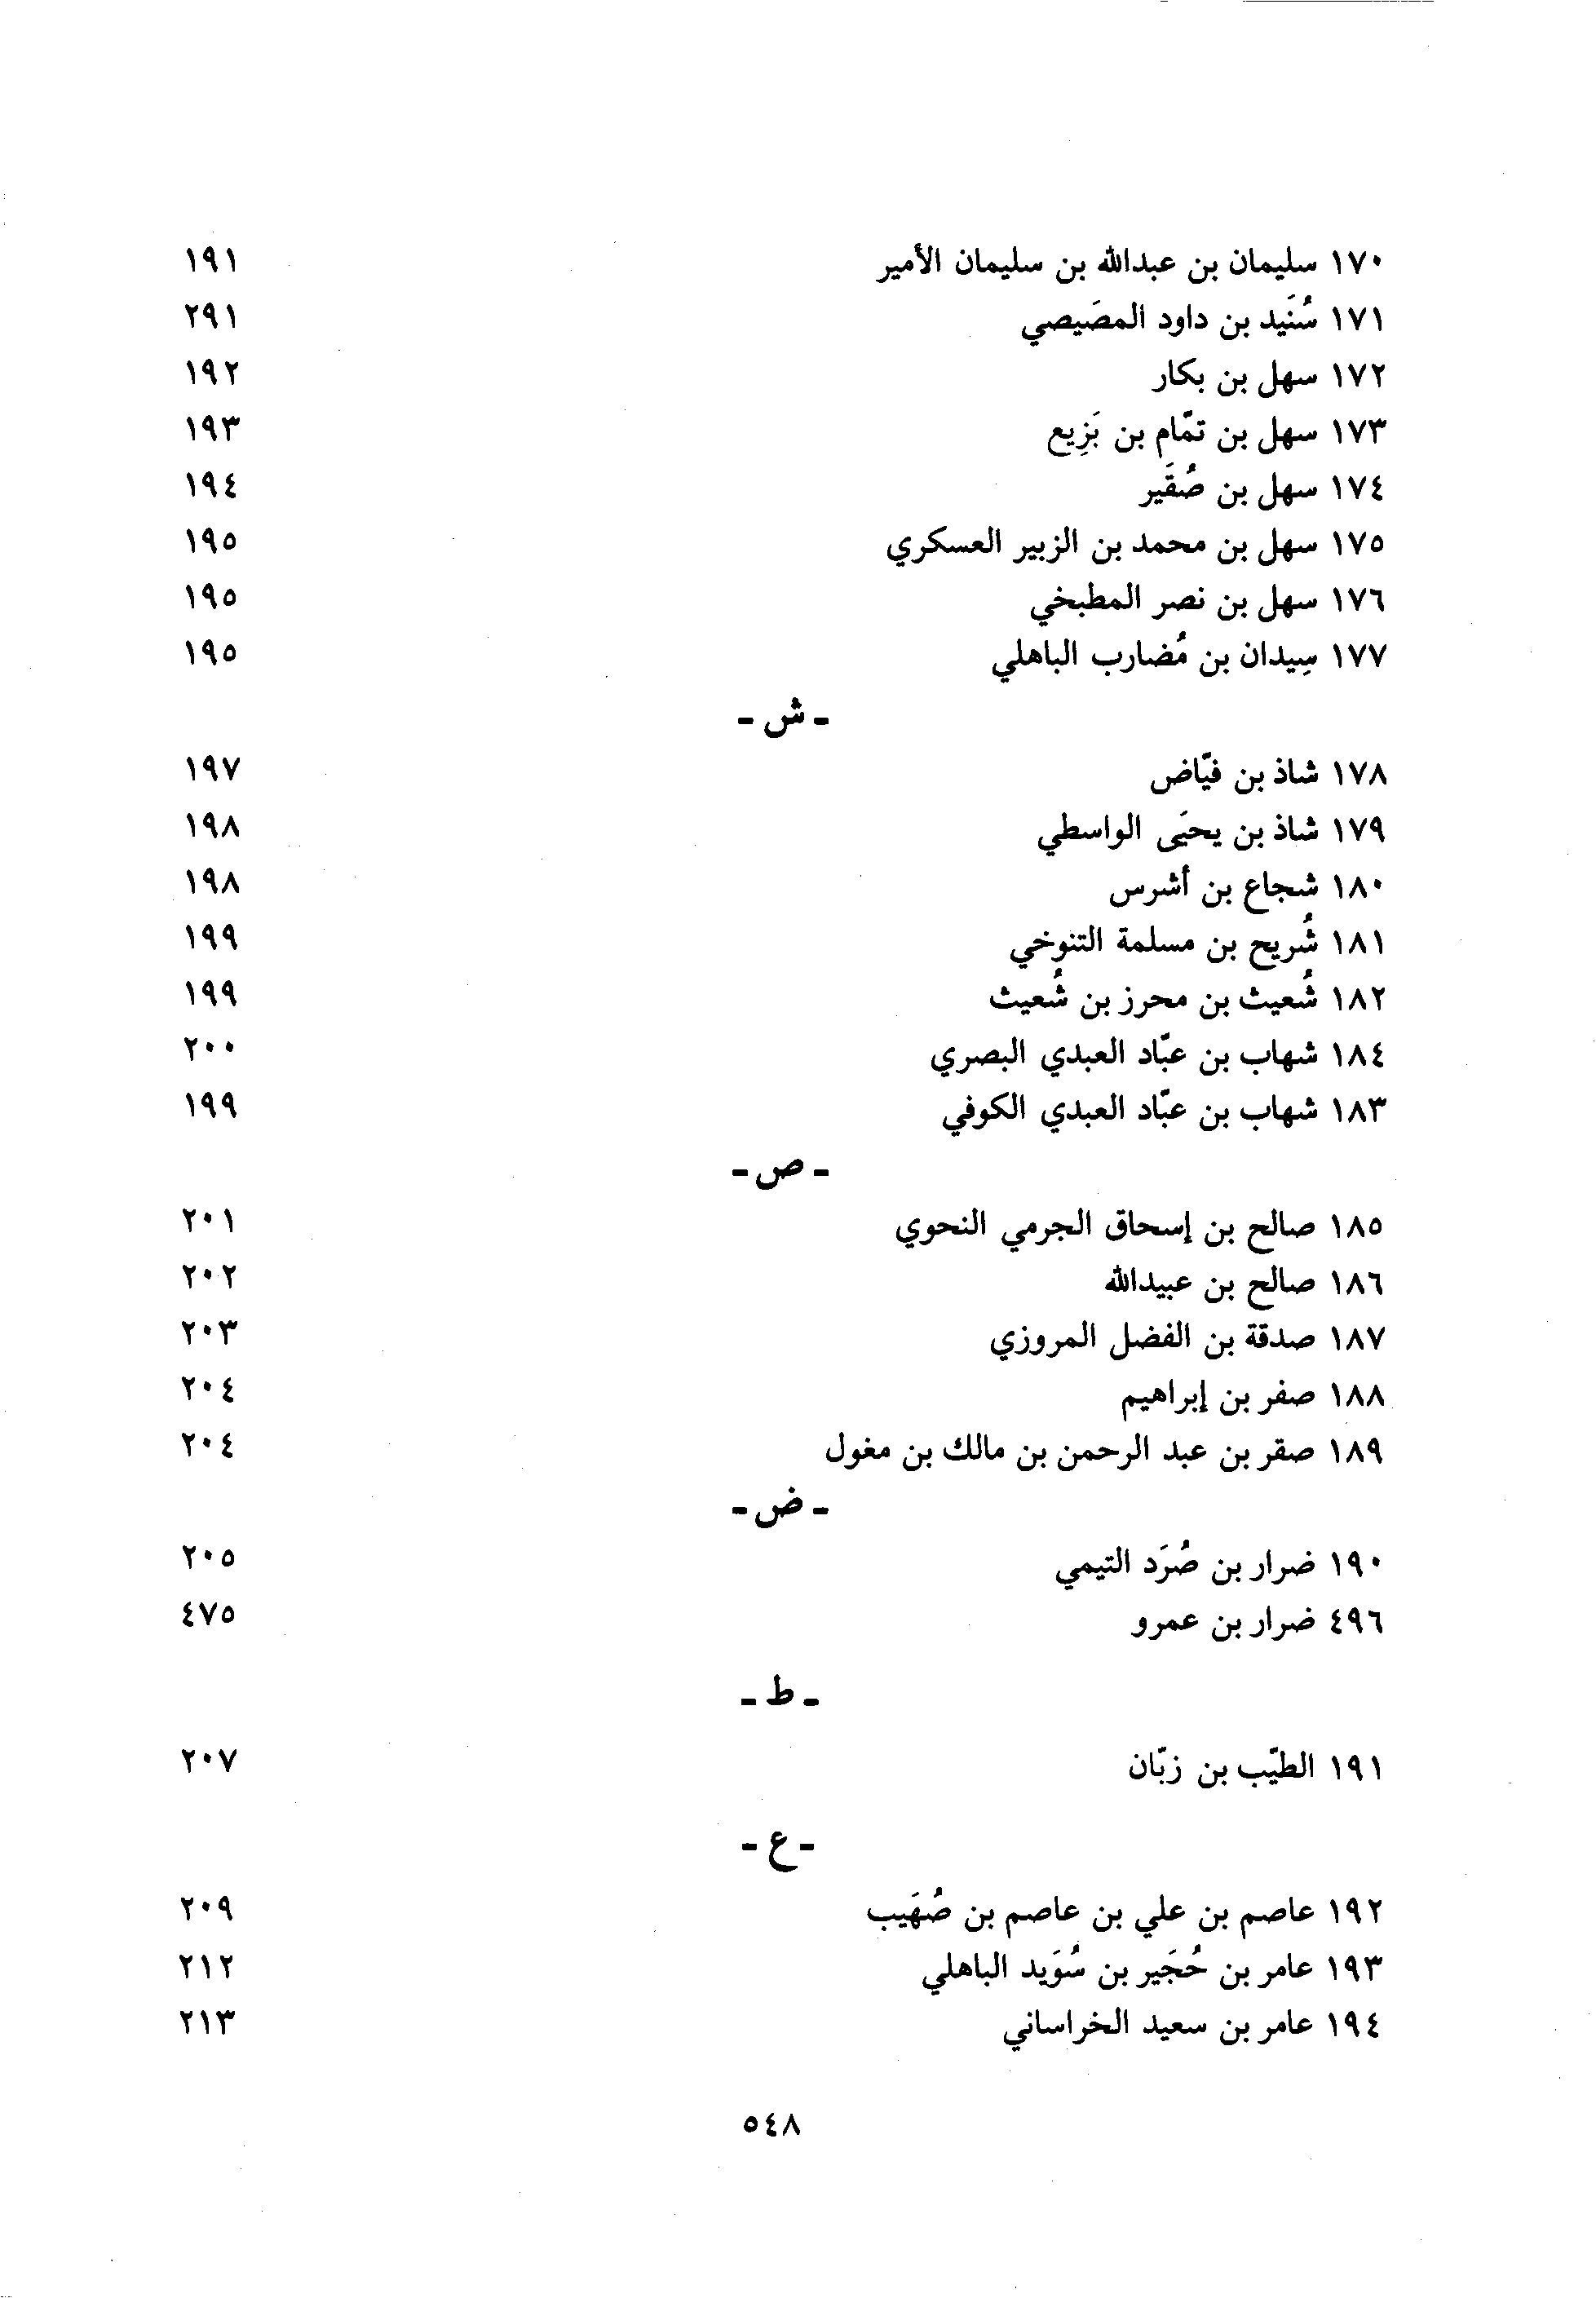 ١٧٠ سليمان بن عبدالله بن سليمان الأمير ١٩١
١٧١ سُنَيد بن داود المصَيصي ٢٩١
١٧٢ سهل بن بكار ١٩٢
١٧٣ سهل بن تمّام بن بَزِيع ١٩٣
١٧٤ سهل بن صُقَير ١٩٤
١٧٥ سهل بن محمد بن الزبير العسكري ١٩٥
١٧٦ سهل بن نصر المطبخي ١٩٥
١٧٧ سِيدان بن مُضارب الباهلي ١٩٥
- ش -
١٧٨ شاذ بن فيّاض ١٩٧
١٧٩ شاذ بن يحيَى الواسطي ١٩٨
١٨٠ شجاع بن أشرس ١٩٨
١٨١ شُريح بن مسلمة التنوخي ١٩٩
١٨٢ شُعيث بن محرز بن شُعيث ١٩٩
١٨٤ شهاب بن عبّاد العبدي البصري ٢٠٠
١٨٣ شهاب بن عبّاد العبدي الكوفي ١٩٩
- ص -
١٨٥ صالح بن إسحاق الجرمي النحوي ٢٠١
١٨٦ صالح بن عبيدالله ٢٠٢
١٨٧ صدقة بن الفضل المروزي ٢٠٣
١٨٨ صفر بن إبراهيم ٢٠٤
١٨٩ صقر بن عبد الرحمن بن مالك بن مغول ٢٠٤
- ض -
١٩٠ ضرار بن صُرَد التيمي ٢٠٥
٤٩٦ ضرار بن عمرو ٤٧٥
- ط -
١٩١ الطيّب بن زبّان ٢٠٧
- ع -
١٩٢ عاصم بن علي بن عاصم بن صُهَيب ٢٠٩
١٩٣ عامر بن حُجَير بن سُوَيد الباهلي ٢١٢
١٩٤ عامر بن سعيد الخراساني ٢١٣
٥٤٨